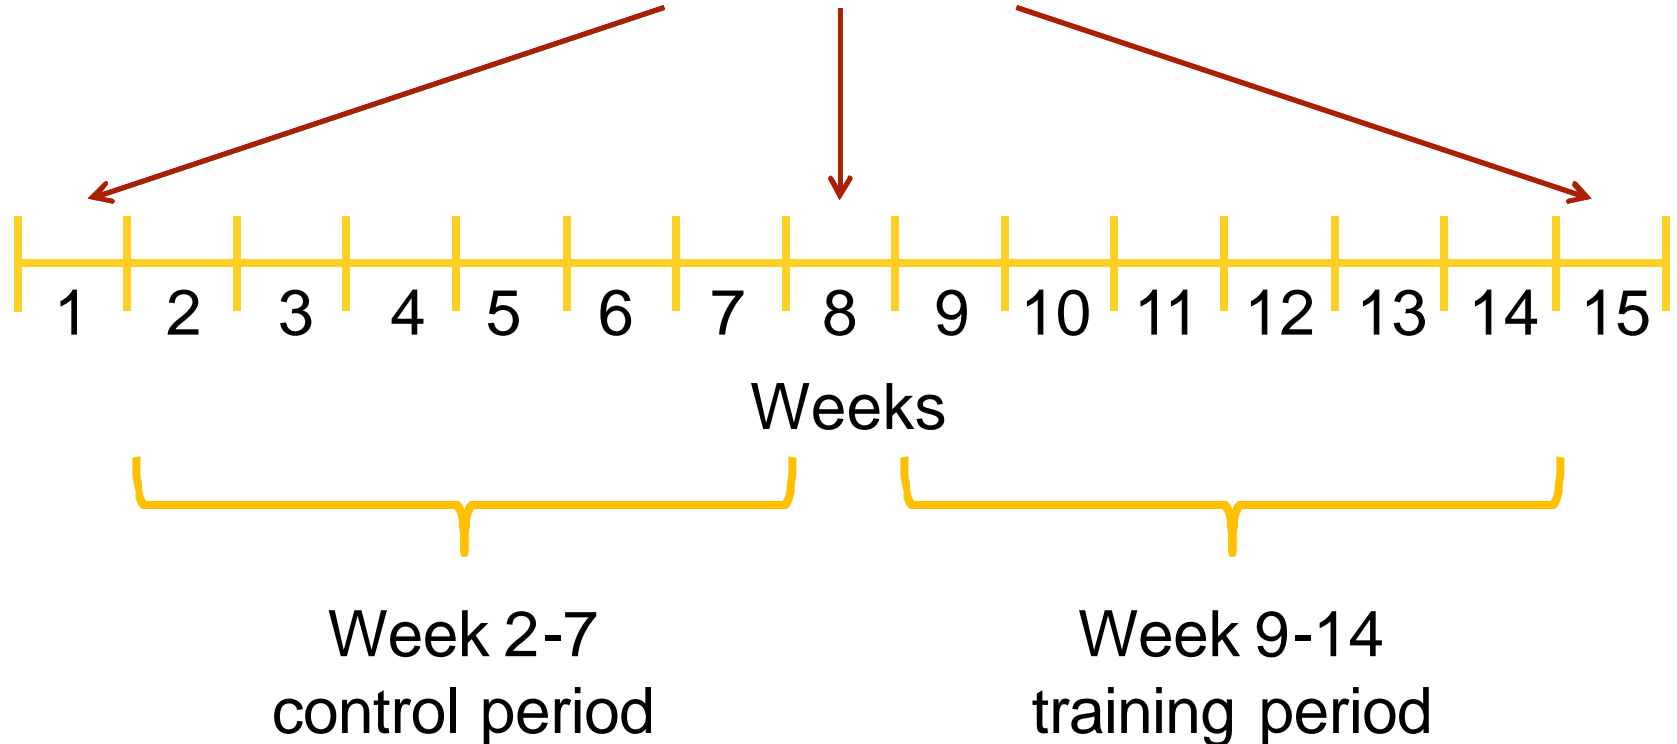 1 2 3 4 5 6 7 8 9 10 11 12 13 14 15
Weeks
Week 2-7
control period
Week 9-14
training period